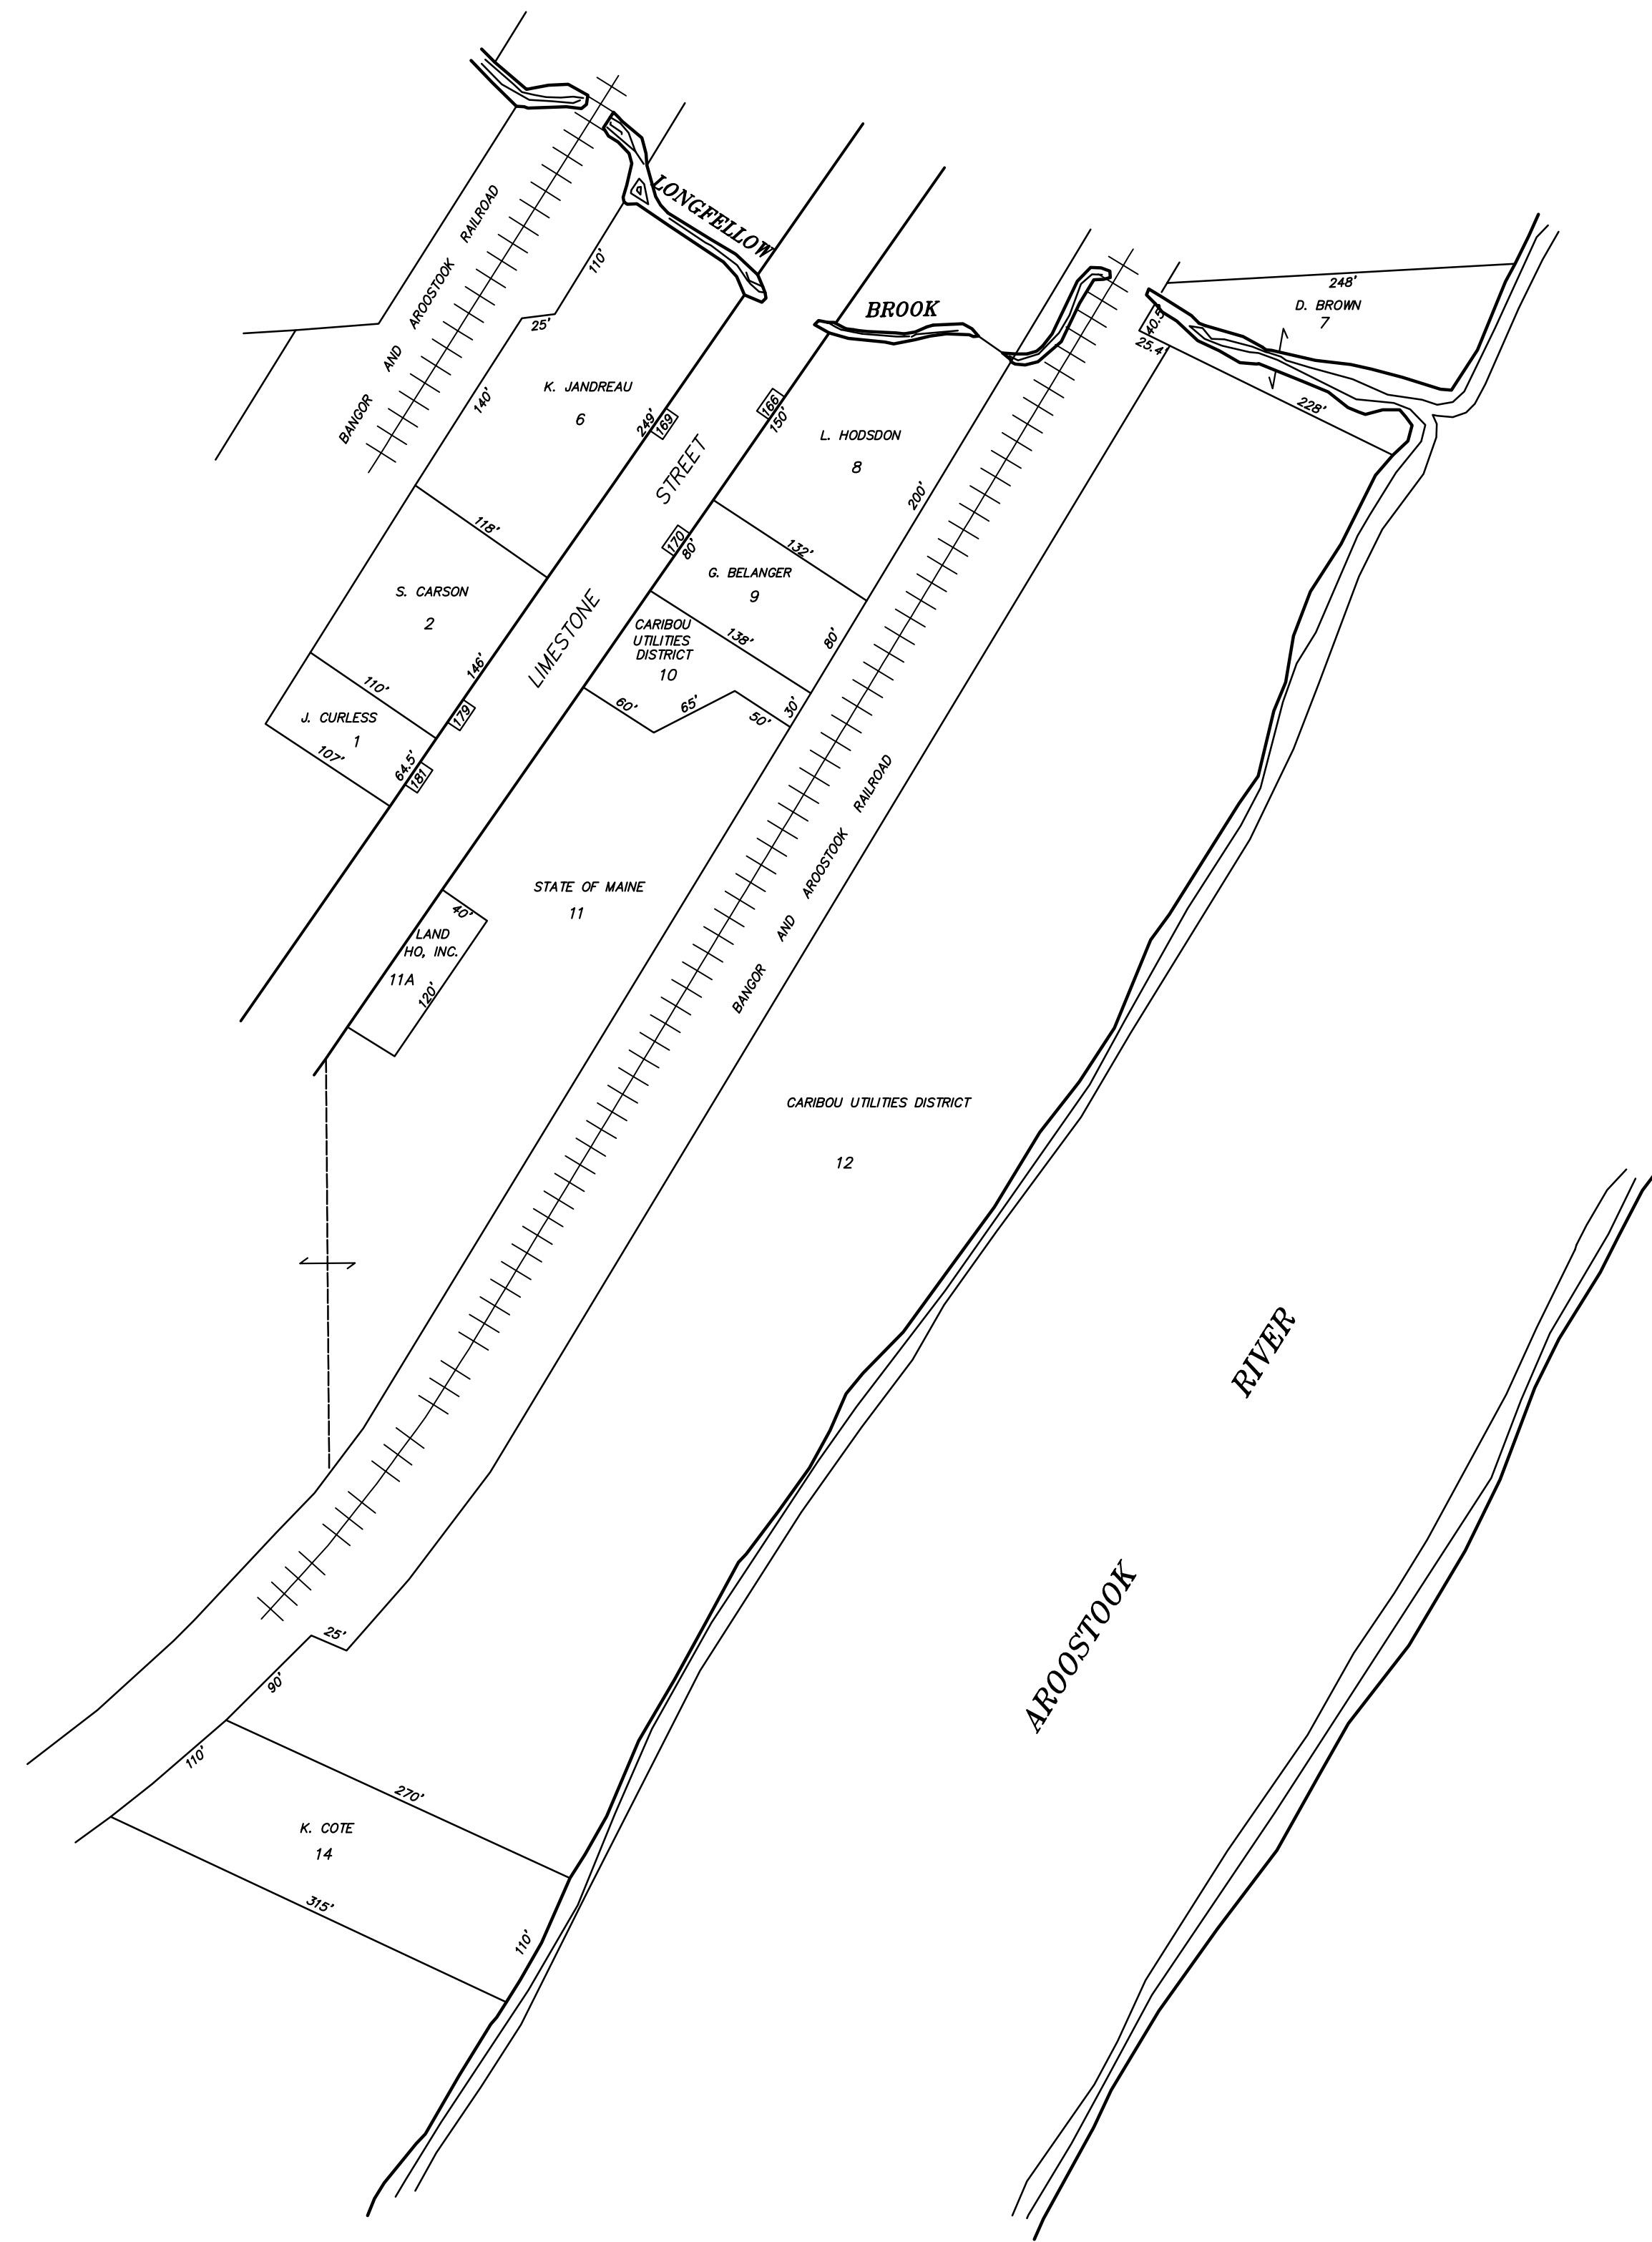 LONGFELLOW
BROOK
BANGOR AND AROOSTOOK RAILROAD
110'
25'
140'
K. JANDREAU
6
249'
169
118'
S. CARSON
2
146'
179
110'
J. CURLESS
1
64.5'
181
107'
LIMESTONE STREET
166
150'
L. HODSDON
8
200'
132'
170
80'
G. BELANGER
9
80'
138'
CARIBOU
UTILITIES
DISTRICT
10
60'
65'
50'
30'
248'
D. BROWN
7
40.5'
25.4'
228'
STATE OF MAINE
11
40'
LAND
HO, INC.
11A
120'
BANGOR AND AROOSTOOK RAILROAD
CARIBOU UTILITIES DISTRICT
12
AROOSTOOK RIVER
25'
90'
110'
270'
K. COTE
14
315'
110'